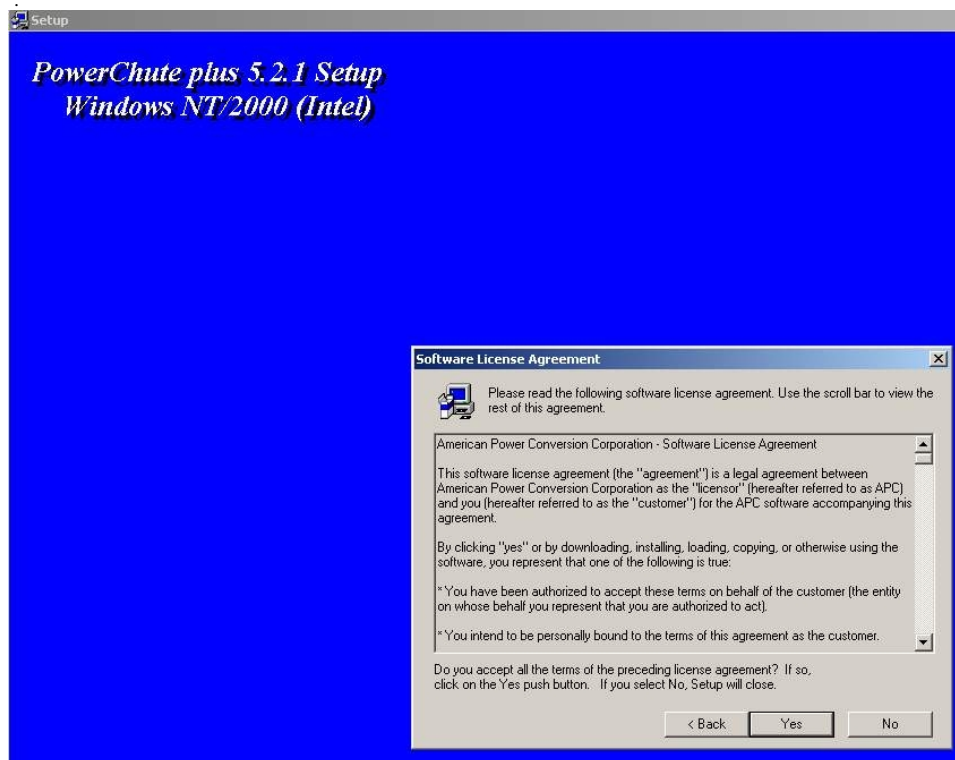 Setup
PowerChute plus 5.2.1 Setup
Windows NT/2000 (Intel)
Software License Agreement
Please read the following software license agreement. Use the scroll bar to view the
rest of this agreement.
American Power Conversion Corporation - Software License Agreement
This software license agreement (the "agreement") is a legal agreement between
American Power Conversion Corporation as the "licensor" (hereafter referred to as APC)
and you (hereafter referred to as the "customer") for the APC software accompanying this
agreement.
By clicking "yes" or by downloading, installing, loading, copying, or otherwise using the
software, you represent that one of the following is true:
* You have been authorized to accept these terms on behalf of the customer (the entity
on whose behalf you represent that you are authorized to act).
* You intend to be personally bound to the terms of this agreement as the customer.
Do you accept all the terms of the preceding license agreement? If so,
click on the Yes push button. If you select No, Setup will close.
< Back Yes No